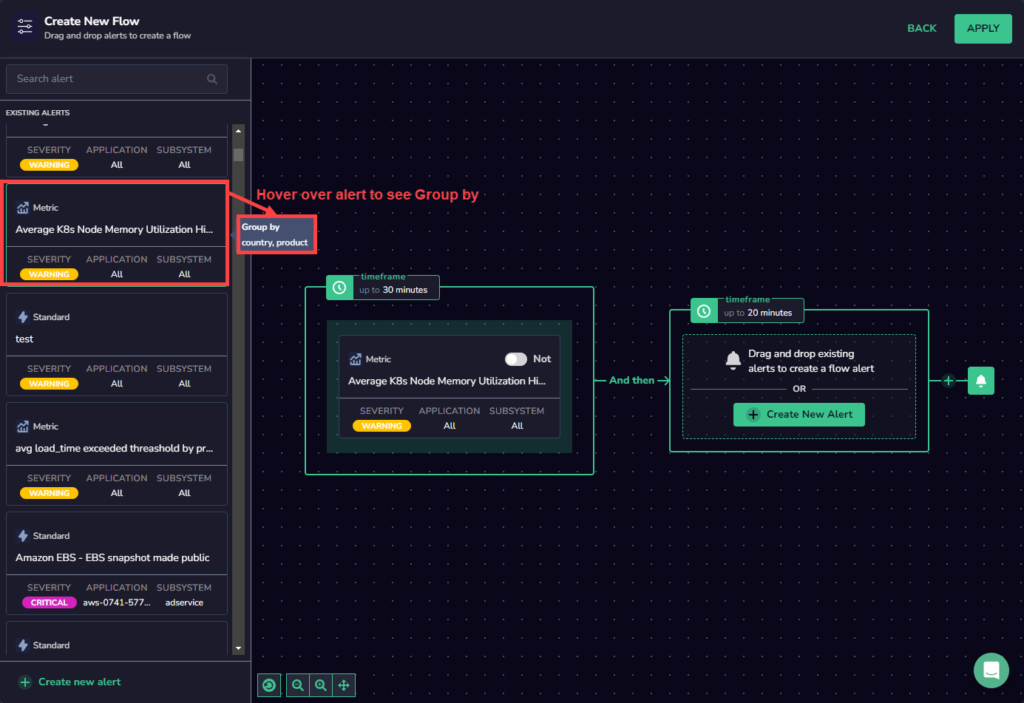 Create New Flow
Drag and drop alerts to create a flow
BACK
APPLY
Search alert
EXISTING ALERTS
SEVERITY APPLICATION SUBSYSTEM
WARNING All All
Metric
Average K8s Node Memory Utilization Hi...
SEVERITY APPLICATION SUBSYSTEM
WARNING All All
Hover over alert to see Group by
Group by
country, product
Standard
test
SEVERITY APPLICATION SUBSYSTEM
WARNING All All
Metric
avg load_time exceeded threashold by pr...
SEVERITY APPLICATION SUBSYSTEM
WARNING All All
Standard
Amazon EBS - EBS snapshot made public
SEVERITY APPLICATION SUBSYSTEM
CRITICAL aws-0741-577... adservice
Standard
Create new alert
timeframe
up to 30 minutes
Metric
Not
Average K8s Node Memory Utilization Hi...
SEVERITY APPLICATION SUBSYSTEM
WARNING All All
And then
timeframe
up to 20 minutes
Drag and drop existing
alerts to create a flow alert
OR
Create New Alert